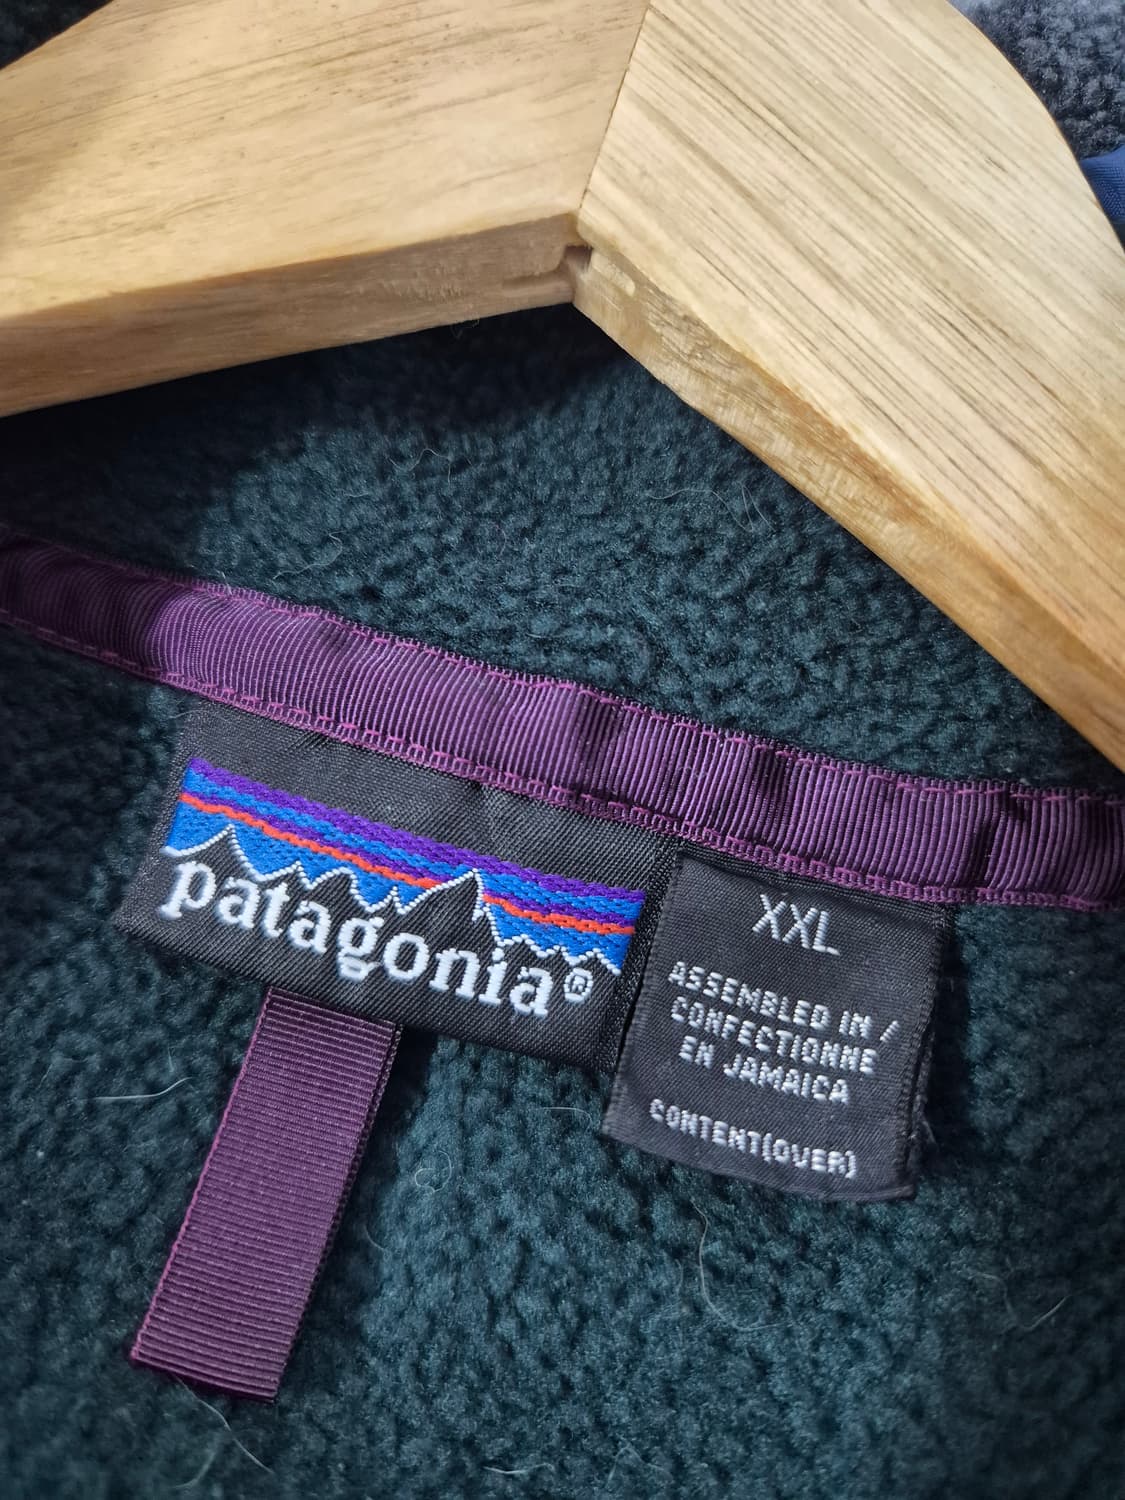 patagonia®
XXL
ASSEMBLED IN /
CONFECTIONNE
EN JAMAICA
CONTENT(OVER)